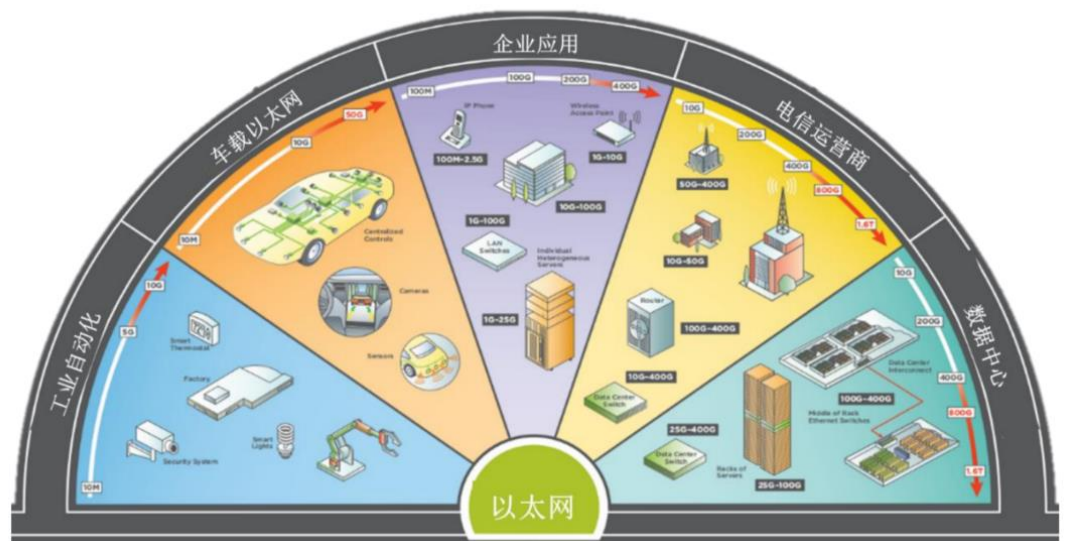 工业自动化
10M
5G
10G
Smart
Thermostat
Factory
Security System
Smart
Lights
车载以太网
10M
10G
50G
Centralized
Controls
Cameras
Sensors
企业应用
100M
100G
200G
400G
IP Phone
100M-2.5G
Wireless
Access Point
1G-10G
10G-100G
1G-100G
LAN
Switches
Individual
Heterogeneous
Servers
1G-25G
电信运营商
10G
200G
400G
800G
1.6T
50G-400G
10G-50G
Router
100G-400G
10G-400G
Data Center
Switch
数据中心
10G
200G
400G
800G
1.6T
Data Center
Interconnect
100G-400G
Middle of Rack
Ethernet Switches
25G-400G
Data Center
Switch
Racks of
Servers
25G-100G
以太网